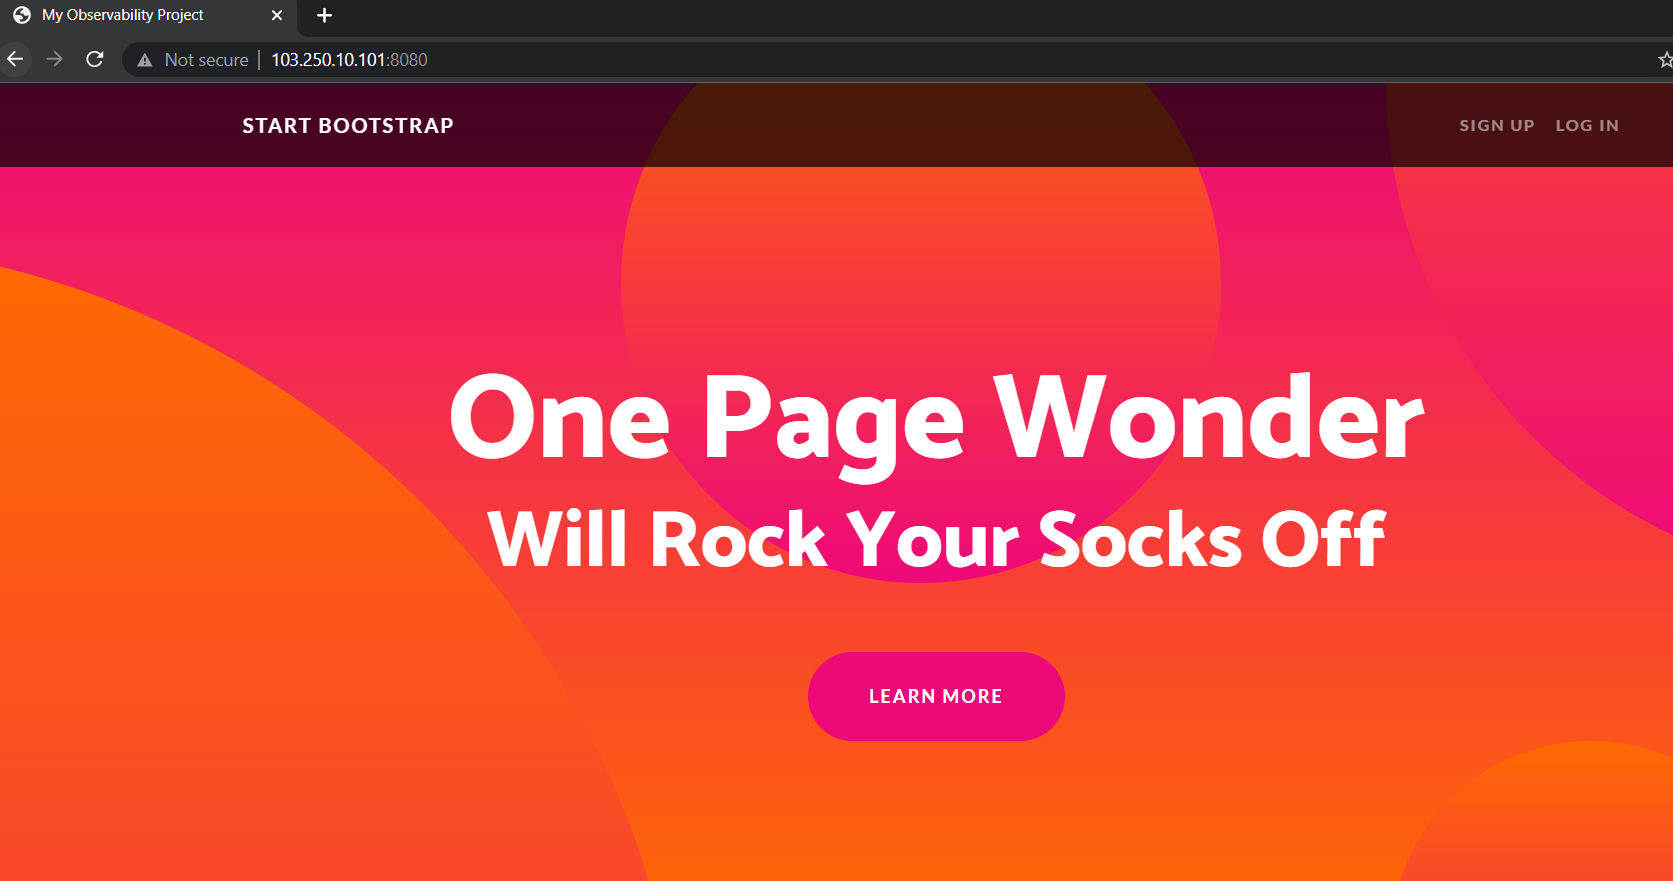 My Observability Project
Not secure 103.250.10.101:8080
START BOOTSTRAP
SIGN UP LOG IN
One Page Wonder
Will Rock Your Socks Off
LEARN MORE